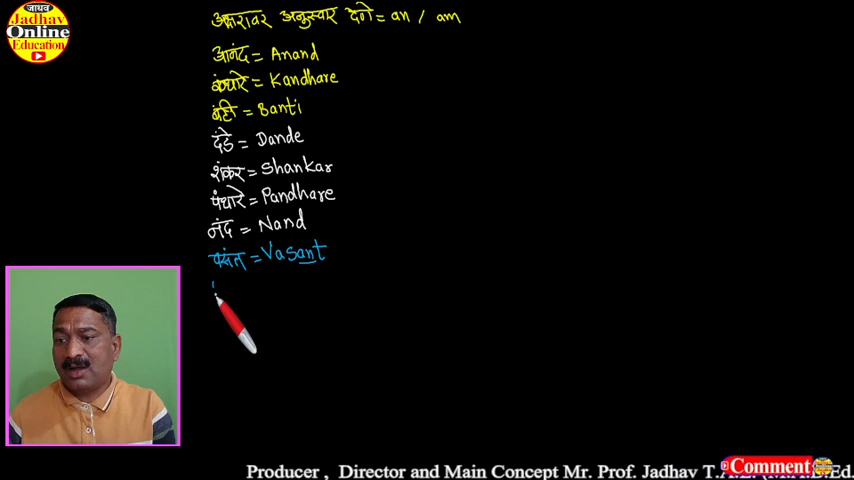 जाधव
Jadhav
Online
Education
अक्षरावर अनुस्वार देणे = an / am
आनंद = Anand
कंधारे = Kandhare
बंटी = Banti
दंडे = Dande
शंकर = Shankar
पंधारे = Pandhare
नंद = Nand
वसंत = Vasant
Producer , Director and Main Concept Mr. Prof. Jadhav
Comment